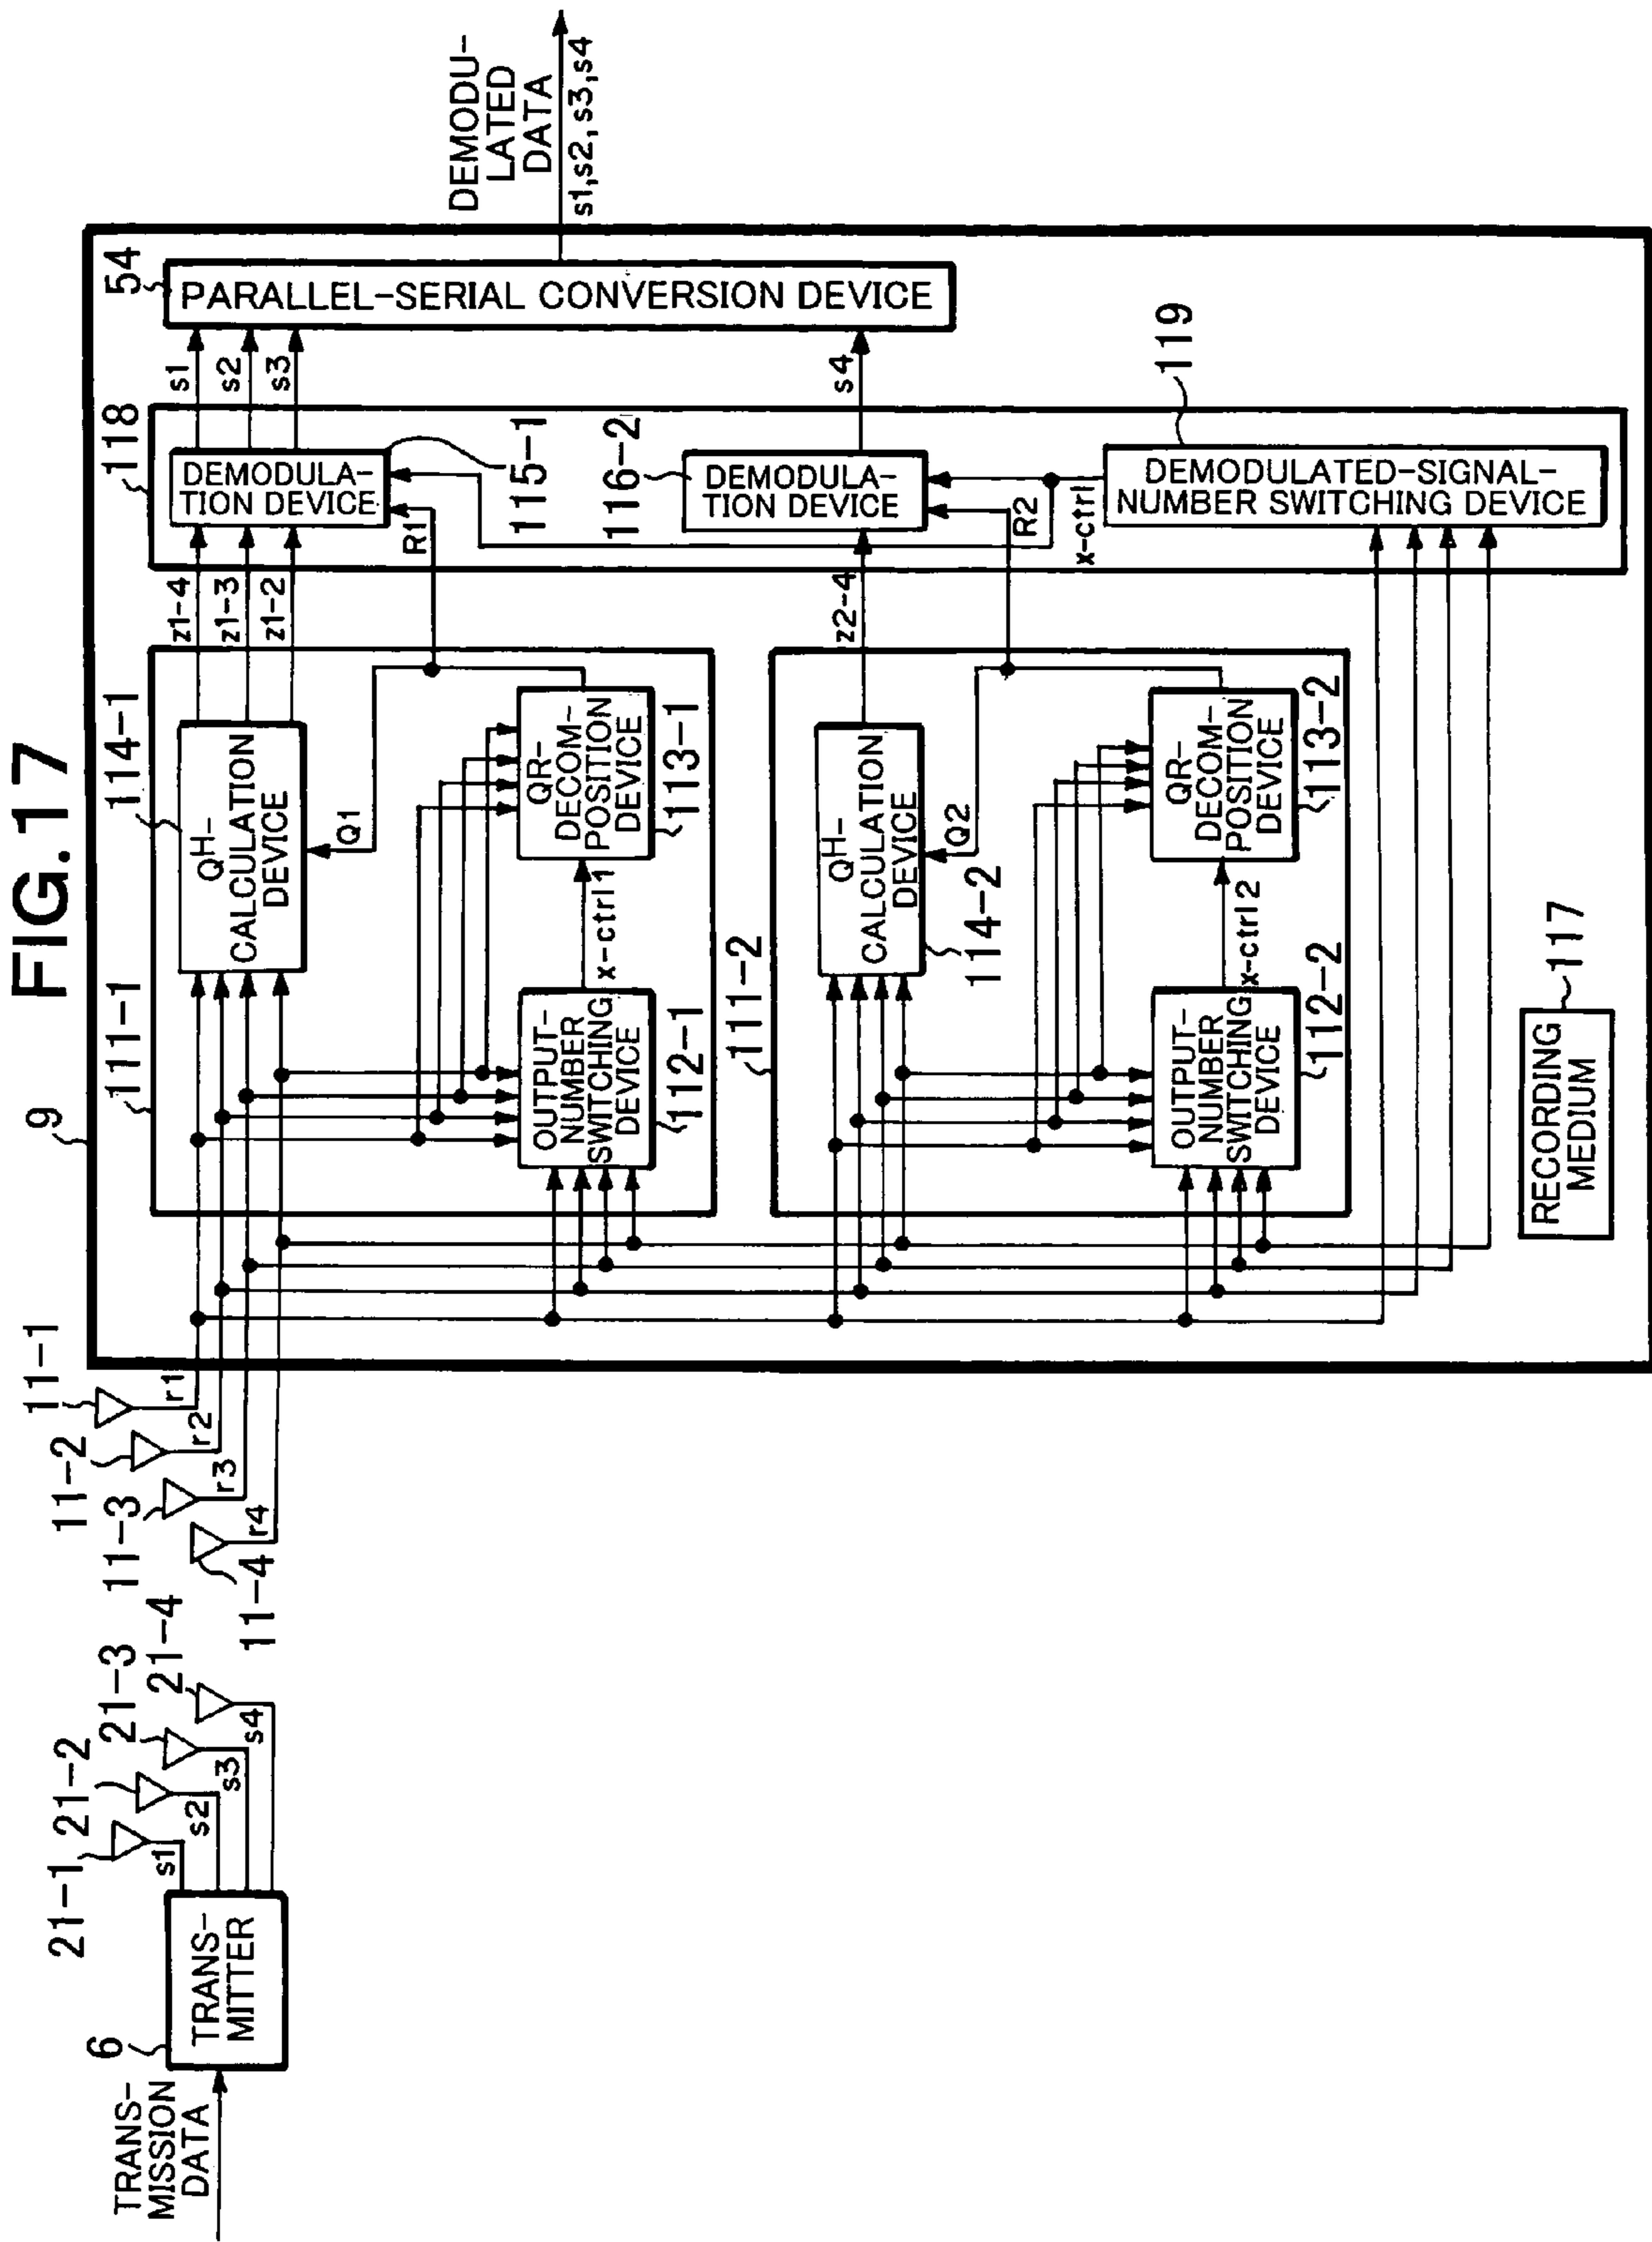 FIG.17
TRANS-
MISSION
DATA
6
TRANS-
MITTER
s1
s2
s3
s4
21-1
21-2
21-3
21-4
11-1
11-2
11-3
11-4
r1
r2
r3
r4
9
111-1
114-1
QH-
CALCULATION
DEVICE
Q1
OUTPUT-
NUMBER
SWITCHING
DEVICE
112-1
x-ctrl1
QR-
DECOM-
POSITION
DEVICE
113-1
z1-4
z1-3
z1-2
R1
111-2
QH-
CALCULATION
DEVICE
114-2
Q2
OUTPUT-
NUMBER
SWITCHING
DEVICE
112-2
x-ctrl2
QR-
DECOM-
POSITION
DEVICE
113-2
z2-4
R2
x-ctrl
118
DEMODULA-
TION DEVICE
115-1
116-2
DEMODULA-
TION DEVICE
DEMODULATED-SIGNAL-
NUMBER SWITCHING DEVICE
119
s1
s2
s3
s4
54
PARALLEL-SERIAL CONVERSION DEVICE
RECORDING
MEDIUM
117
DEMODU-
LATED
DATA
s1,s2,s3,s4